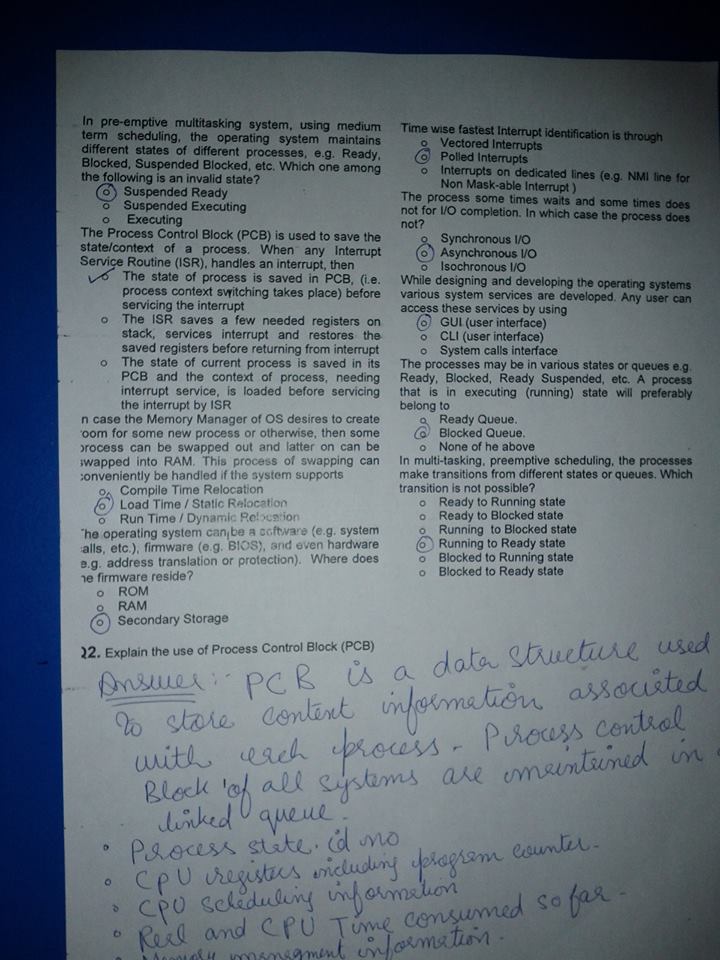 In pre-emptive multitasking system, using medium
term scheduling, the operating system maintains
different states of different processes, e.g. Ready,
Blocked, Suspended Blocked, etc. Which one among
the following is an invalid state?
Suspended Ready
Suspended Executing
Executing
The Process Control Block (PCB) is used to save the
state/context of a process. When any Interrupt
Service Routine (ISR), handles an interrupt, then
The state of process is saved in PCB, (i.e.
process context switching takes place) before
servicing the interrupt
The ISR saves a few needed registers on
stack, services interrupt and restores the
saved registers before returning from interrupt
The state of current process is saved in its
PCB and the context of process, needing
interrupt service, is loaded before servicing
the interrupt by ISR
n case the Memory Manager of OS desires to create
oom for some new process or otherwise, then some
process can be swapped out and latter on can be
swapped into RAM. This process of swapping can
conveniently be handled if the system supports
Compile Time Relocation
Load Time / Static Relocation
Run Time / Dynamic Relocation
he operating system can be a software (e.g. system
alls, etc.), firmware (e.g. BIOS), and even hardware
e.g. address translation or protection). Where does
he firmware reside?
ROM
RAM
Secondary Storage
Time wise fastest Interrupt identification is through
Vectored Interrupts
Polled Interrupts
Interrupts on dedicated lines (e.g. NMI line for
Non Mask-able Interrupt )
The process some times waits and some times does
not for I/O completion. In which case the process does
not?
Synchronous I/O
Asynchronous I/O
Isochronous I/O
While designing and developing the operating systems
various system services are developed. Any user can
access these services by using
GUI (user interface)
CLI (user interface)
System calls interface
The processes may be in various states or queues e.g.
Ready, Blocked, Ready Suspended, etc. A process
that is in executing (running) state will preferably
belong to
Ready Queue.
Blocked Queue.
None of he above
In multi-tasking, preemptive scheduling, the processes
make transitions from different states or queues. Which
transition is not possible?
Ready to Running state
Ready to Blocked state
Running to Blocked state
Running to Ready state
Blocked to Running state
Blocked to Ready state
Q2. Explain the use of Process Control Block (PCB)
Answer :- PCB is a data structure used
to store content information associated
with each process. Process control
Block of all systems are maintained in
linked queue.
Process state. id no
CPU registers including program counter.
CPU scheduling information
Real and CPU Time consumed so far.
Memory managment information.